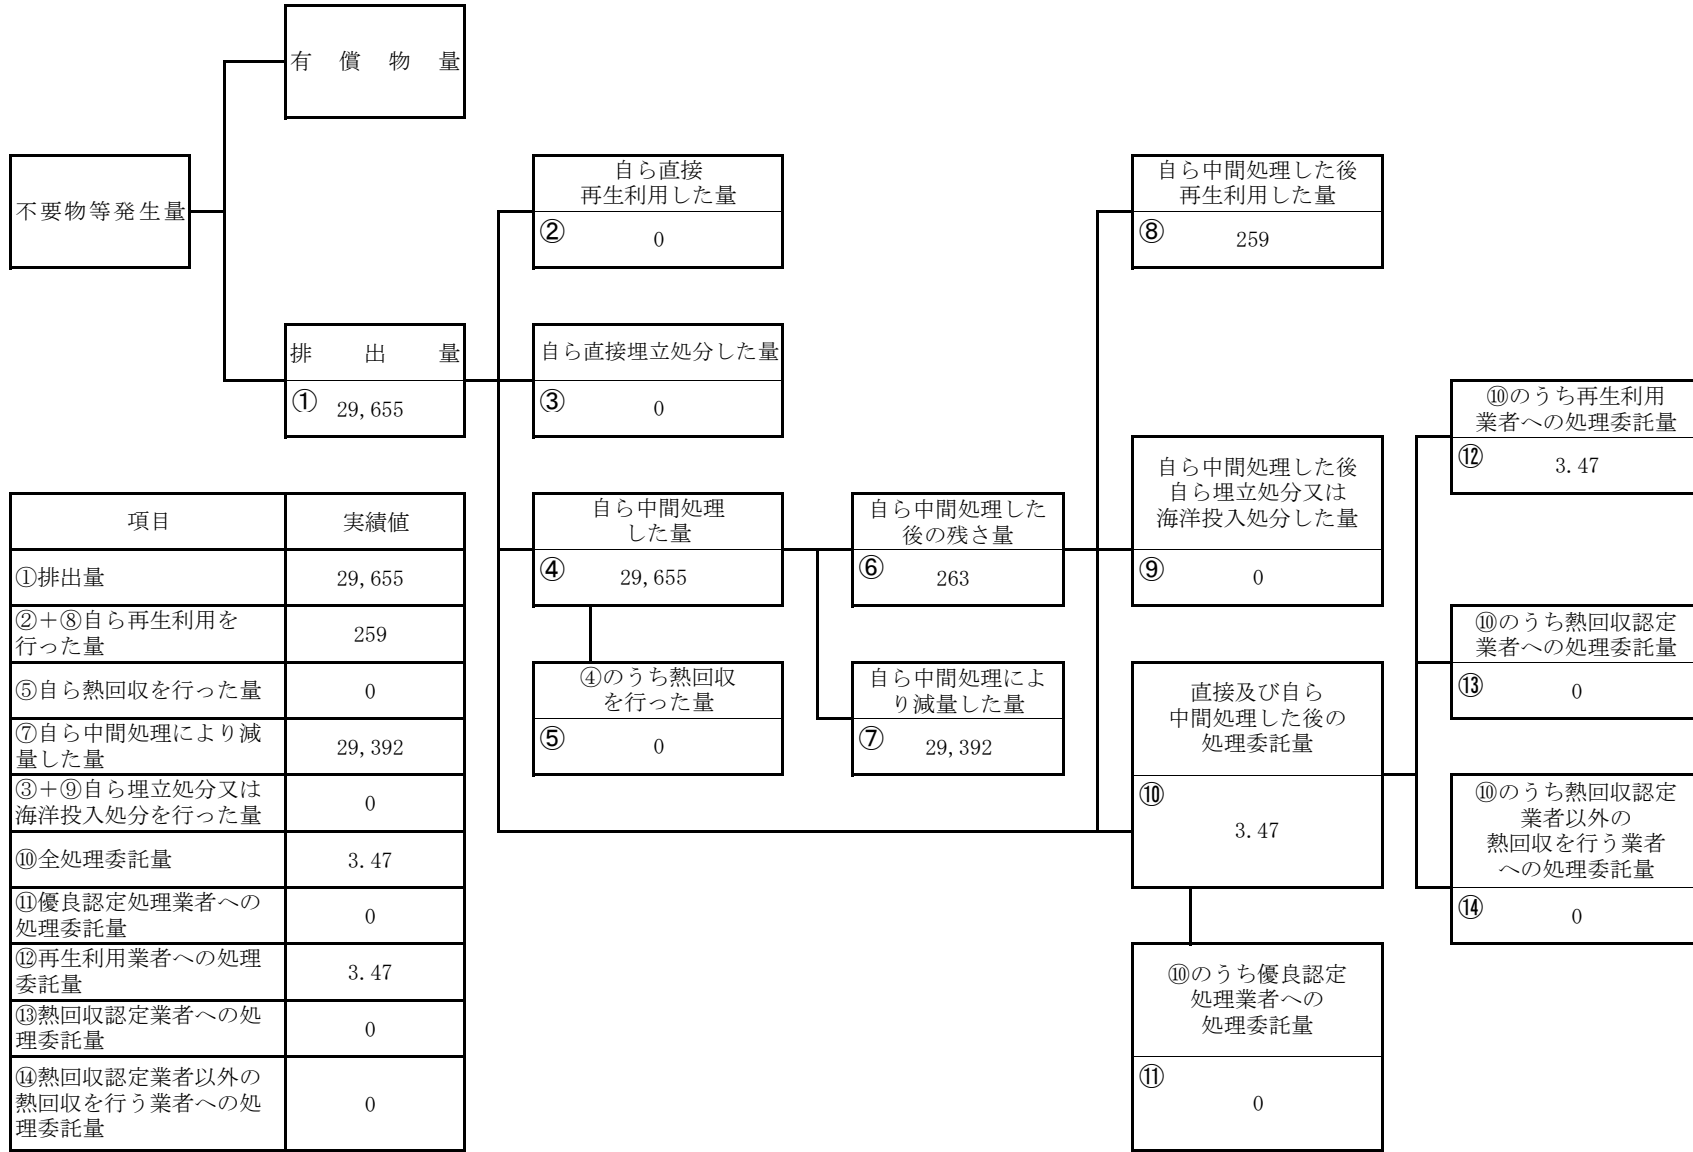 有償物量
不要物等発生量
排出量
① 29,655
自ら直接
再生利用した量
② 0
自ら直接埋立処分した量
③ 0
自ら中間処理
した量
④ 29,655
④のうち熱回収
を行った量
⑤ 0
自ら中間処理した
後の残さ量
⑥ 263
自ら中間処理によ
り減量した量
⑦ 29,392
自ら中間処理した後
再生利用した量
⑧ 259
自ら中間処理した後
自ら埋立処分又は
海洋投入処分した量
⑨ 0
直接及び自ら
中間処理した後の
処理委託量
⑩
3.47
⑩のうち優良認定
処理業者への
処理委託量
⑪
0
⑩のうち再生利用
業者への処理委託量
⑫ 3.47
⑩のうち熱回収認定
業者への処理委託量
⑬ 0
⑩のうち熱回収認定
業者以外の
熱回収を行う業者
への処理委託量
⑭ 0
項目 実績値
①排出量 29,655
②＋⑧自ら再生利用を
行った量 259
⑤自ら熱回収を行った量 0
⑦自ら中間処理により減
量した量 29,392
③＋⑨自ら埋立処分又は
海洋投入処分を行った量 0
⑩全処理委託量 3.47
⑪優良認定処理業者への
処理委託量 0
⑫再生利用業者への処理
委託量 3.47
⑬熱回収認定業者への処
理委託量 0
⑭熱回収認定業者以外の
熱回収を行う業者への処
理委託量 0